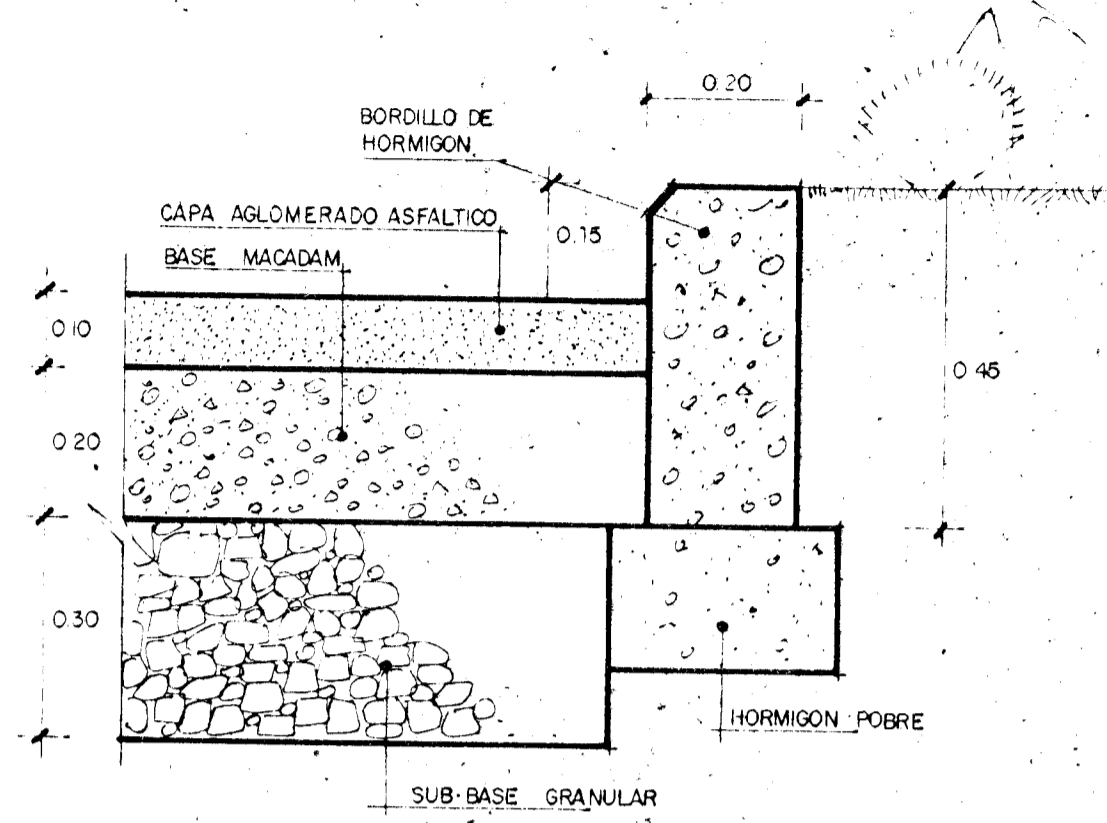 0.20
BORDILLO DE
HORMIGON
CAPA AGLOMERADO ASFALTICO
0.15
BASE MACADAM
0.10
0.45
0.20
0.30
HORMIGON POBRE
SUB-BASE GRANULAR